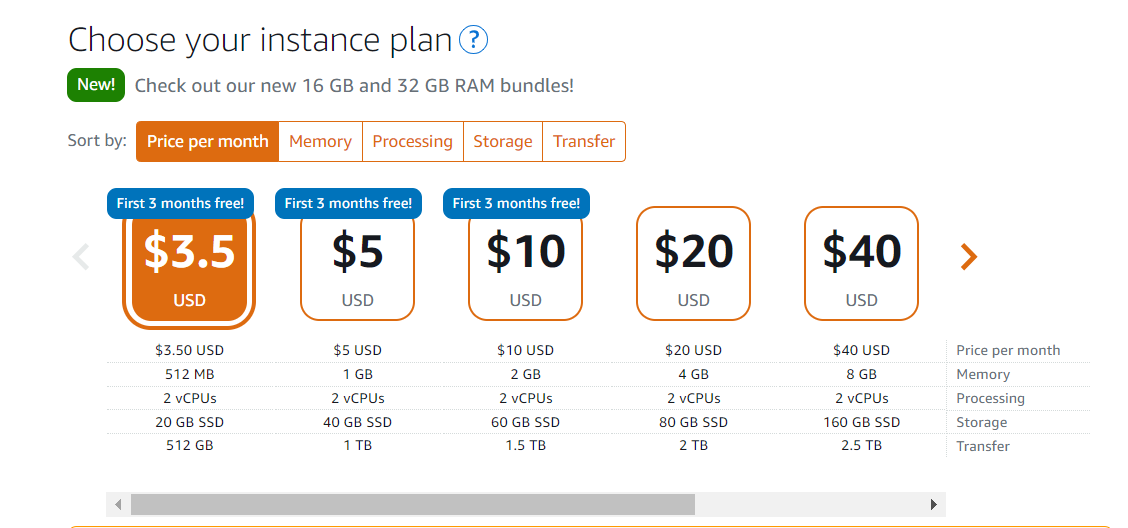 Choose your instance plan ?
New! Check out our new 16 GB and 32 GB RAM bundles!
Sort by: Price per month Memory Processing Storage Transfer
First 3 months free! First 3 months free! First 3 months free!
$3.5 $5 $10 $20 $40
USD USD USD USD USD
$3.50 USD $5 USD $10 USD $20 USD $40 USD Price per month
512 MB 1 GB 2 GB 4 GB 8 GB Memory
2 vCPUs 2 vCPUs 2 vCPUs 2 vCPUs 2 vCPUs Processing
20 GB SSD 40 GB SSD 60 GB SSD 80 GB SSD 160 GB SSD Storage
512 GB 1 TB 1.5 TB 2 TB 2.5 TB Transfer